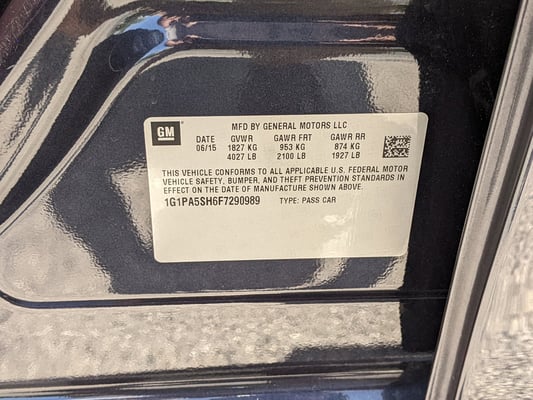 GM
MFD BY GENERAL MOTORS LLC
DATE GVWR GAWR FRT GAWR RR
06/15 1827 KG 953 KG 874 KG
4027 LB 2100 LB 1927 LB
THIS VEHICLE CONFORMS TO ALL APPLICABLE U.S. FEDERAL MOTOR
VEHICLE SAFETY, BUMPER, AND THEFT PREVENTION STANDARDS IN
EFFECT ON THE DATE OF MANUFACTURE SHOWN ABOVE.
1G1PA5SH6F7290989 TYPE: PASS CAR